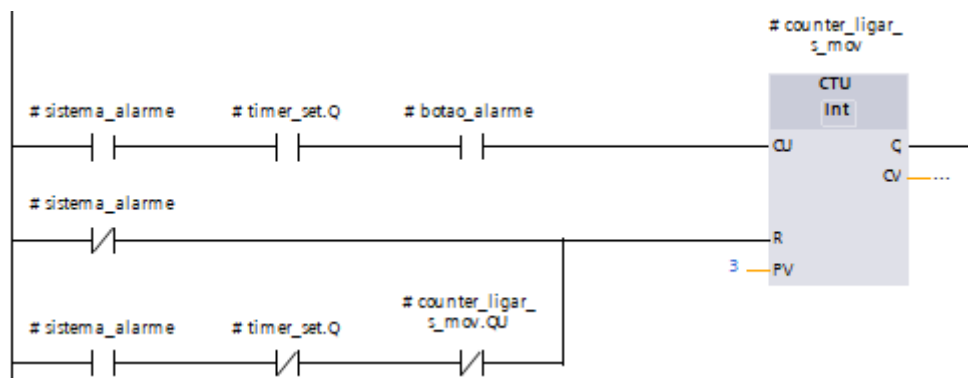 # counter_ligar_
s_mov
CTU
Int
# sistema_alarme
# timer_set.Q
# botao_alarme
CU
Q
CV
...
# sistema_alarme
R
3
PV
# counter_ligar_
s_mov.QU
# sistema_alarme
# timer_set.Q